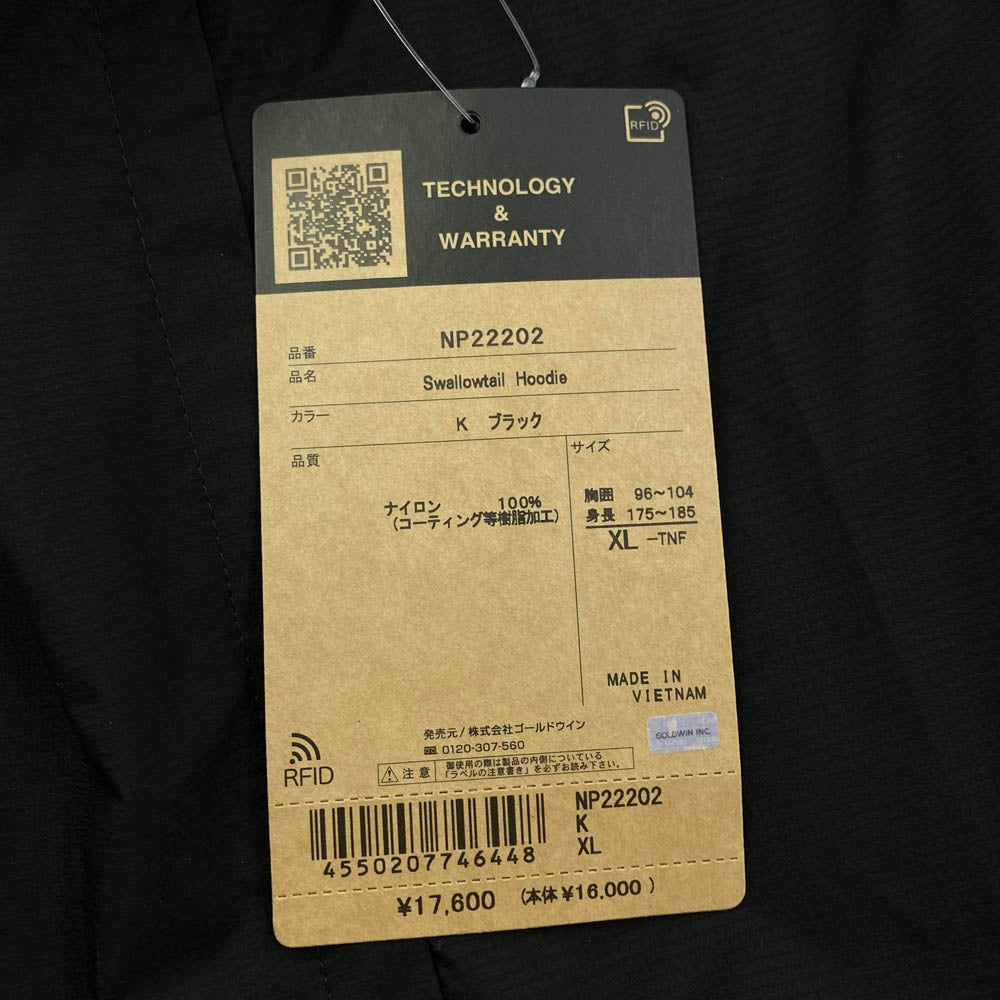 RFID
TECHNOLOGY
&
WARRANTY
品番 NP22202
品名 Swallowtail Hoodie
カラー K ブラック
品質
ナイロン 100%
(コーティング等樹脂加工)
サイズ
胸囲 96~104
身長 175~185
XL -TNF
MADE IN
VIETNAM
GOLDWIN INC.
発売元/株式会社ゴールドウイン
0120-307-560
RFID
注意
御使用の際は製品の内側についている
「ラベルの注意書き」を必ずお読み下さい。
4550207746448
NP22202
K
XL
¥17,600 (本体¥16,000)